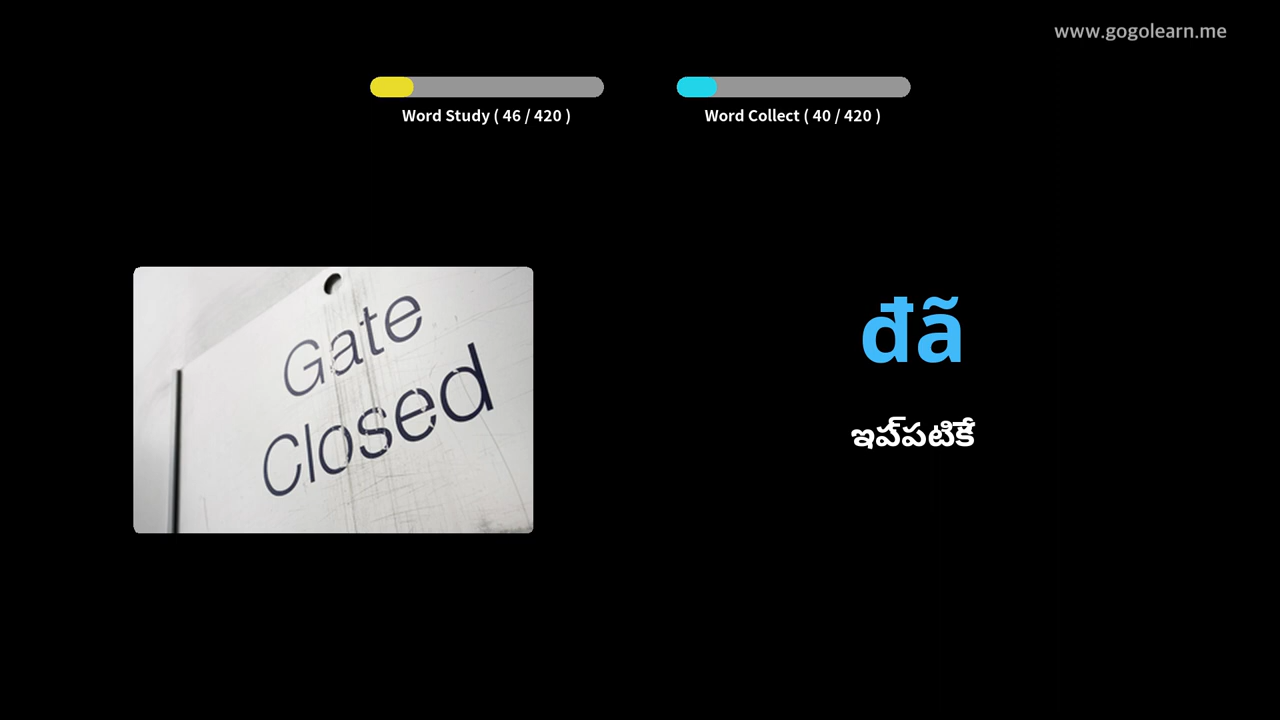 www.gogolearn.me
Word Study ( 46 / 420 )
Word Collect ( 40 / 420 )
Gate
Closed
đã
ఇప్పటికే